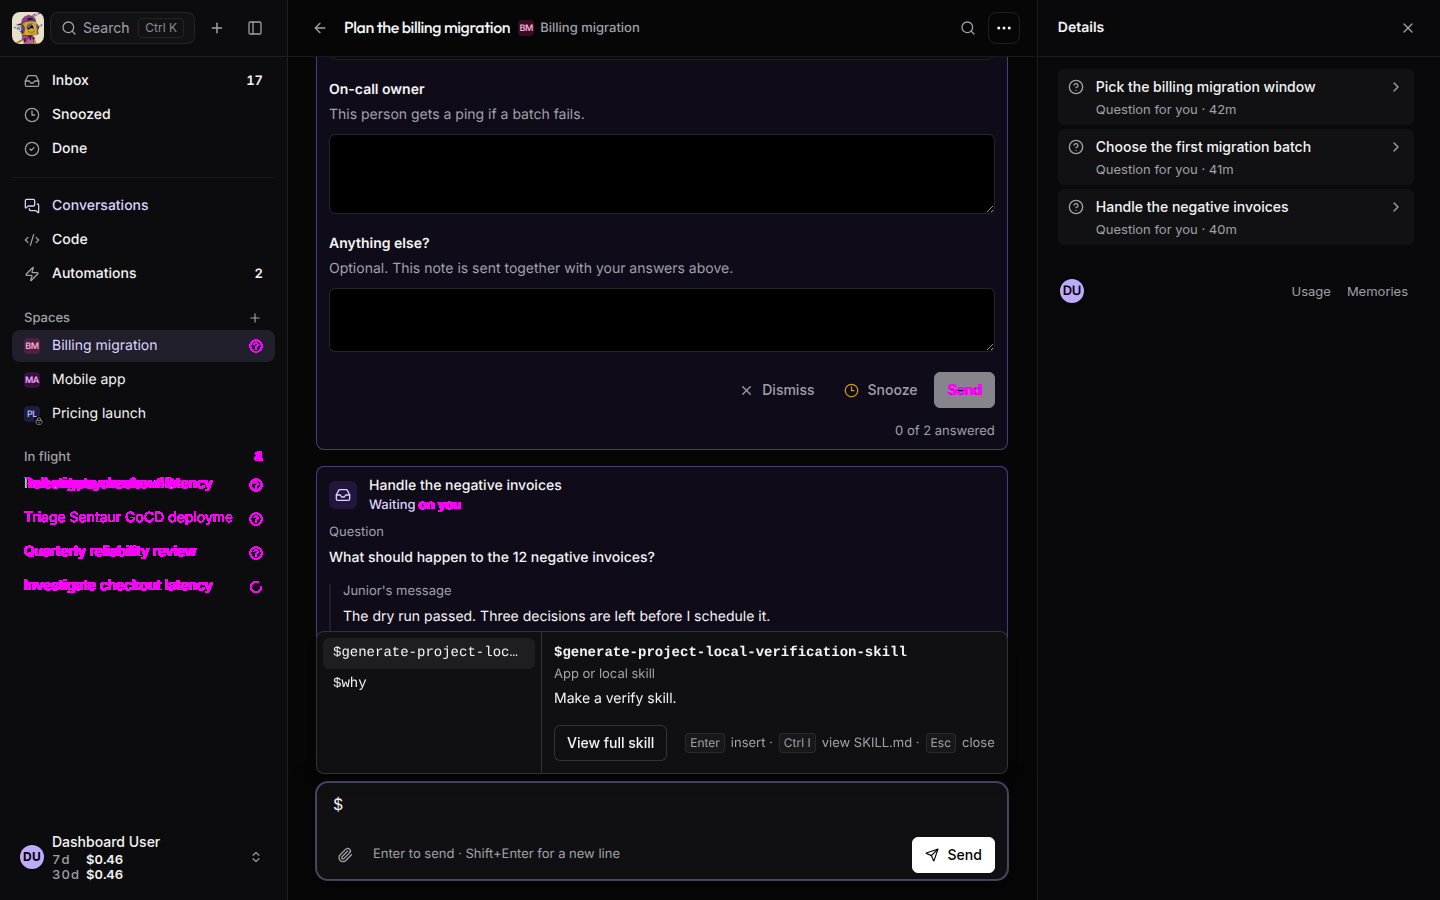 Search Ctrl K
Inbox 17
Snoozed
Done
Conversations
Code
Automations 2
Spaces
BM Billing migration
MA Mobile app
PL Pricing launch
In flight
Triage Sentaur GoCD deployme
Quarterly reliability review
Investigate checkout latency
DU Dashboard User
7d $0.46
30d $0.46
Plan the billing migration BM Billing migration
On-call owner
This person gets a ping if a batch fails.
Anything else?
Optional. This note is sent together with your answers above.
Dismiss Snooze Send
0 of 2 answered
Handle the negative invoices
Waiting on you
Question
What should happen to the 12 negative invoices?
Junior's message
The dry run passed. Three decisions are left before I schedule it.
$generate-project-loc…
$why
$generate-project-local-verification-skill
App or local skill
Make a verify skill.
View full skill Enter insert · Ctrl I view SKILL.md · Esc close
$
Enter to send · Shift+Enter for a new line
Send
Details
Pick the billing migration window
Question for you · 42m
Choose the first migration batch
Question for you · 41m
Handle the negative invoices
Question for you · 40m
DU Usage Memories